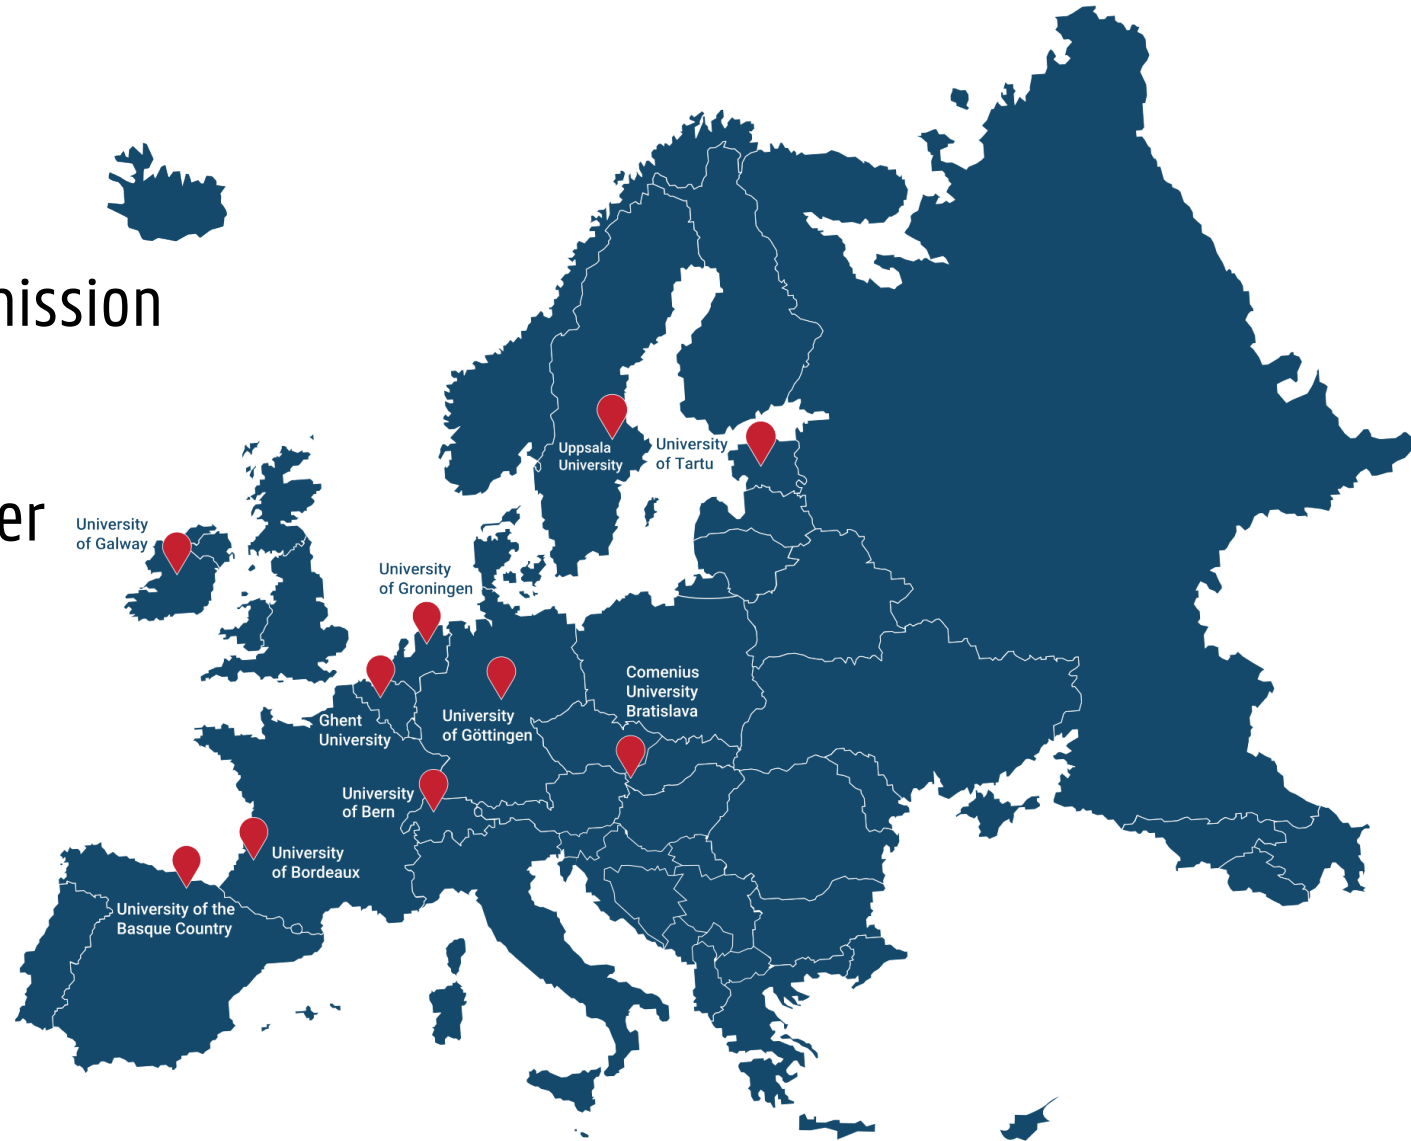 nission
er
Uppsala
University
University
of Tartu
University
of Galway
University
of Groningen
Ghent
University
University
of Göttingen
Comenius
University
Bratislava
University
of Bern
University
of Bordeaux
University of the
Basque Country